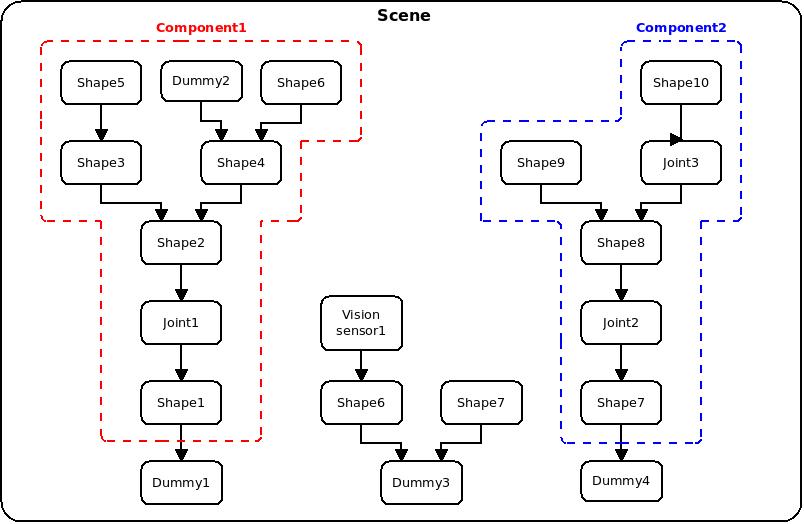 Scene
Component1
Component2
Shape5
Dummy2
Shape6
Shape10
Shape3
Shape4
Shape9
Joint3
Shape2
Shape8
Joint1
Vision
sensor1
Joint2
Shape1
Shape6
Shape7
Shape7
Dummy1
Dummy3
Dummy4